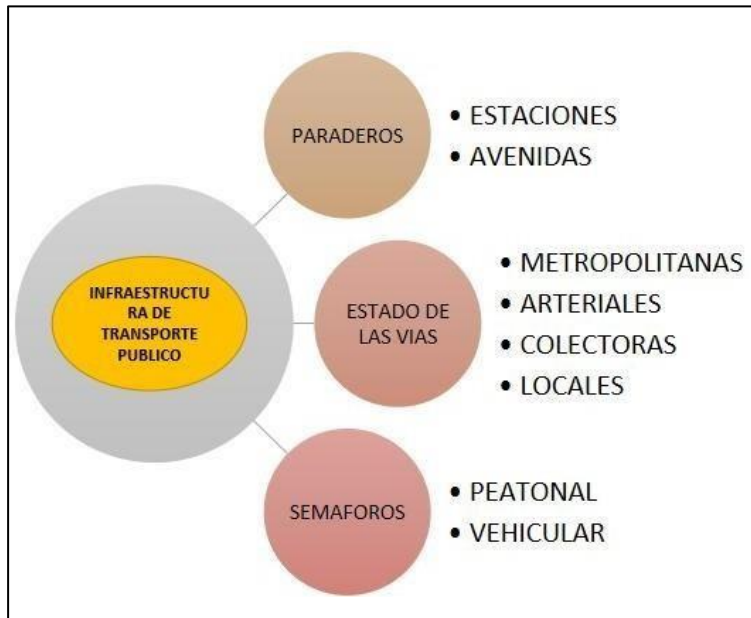 INFRAESTRUCTU
RA DE
TRANSPORTE
PUBLICO
PARADEROS
• ESTACIONES
• AVENIDAS
ESTADO DE
LAS VIAS
• METROPOLITANAS
• ARTERIALES
• COLECTORAS
• LOCALES
SEMAFOROS
• PEATONAL
• VEHICULAR